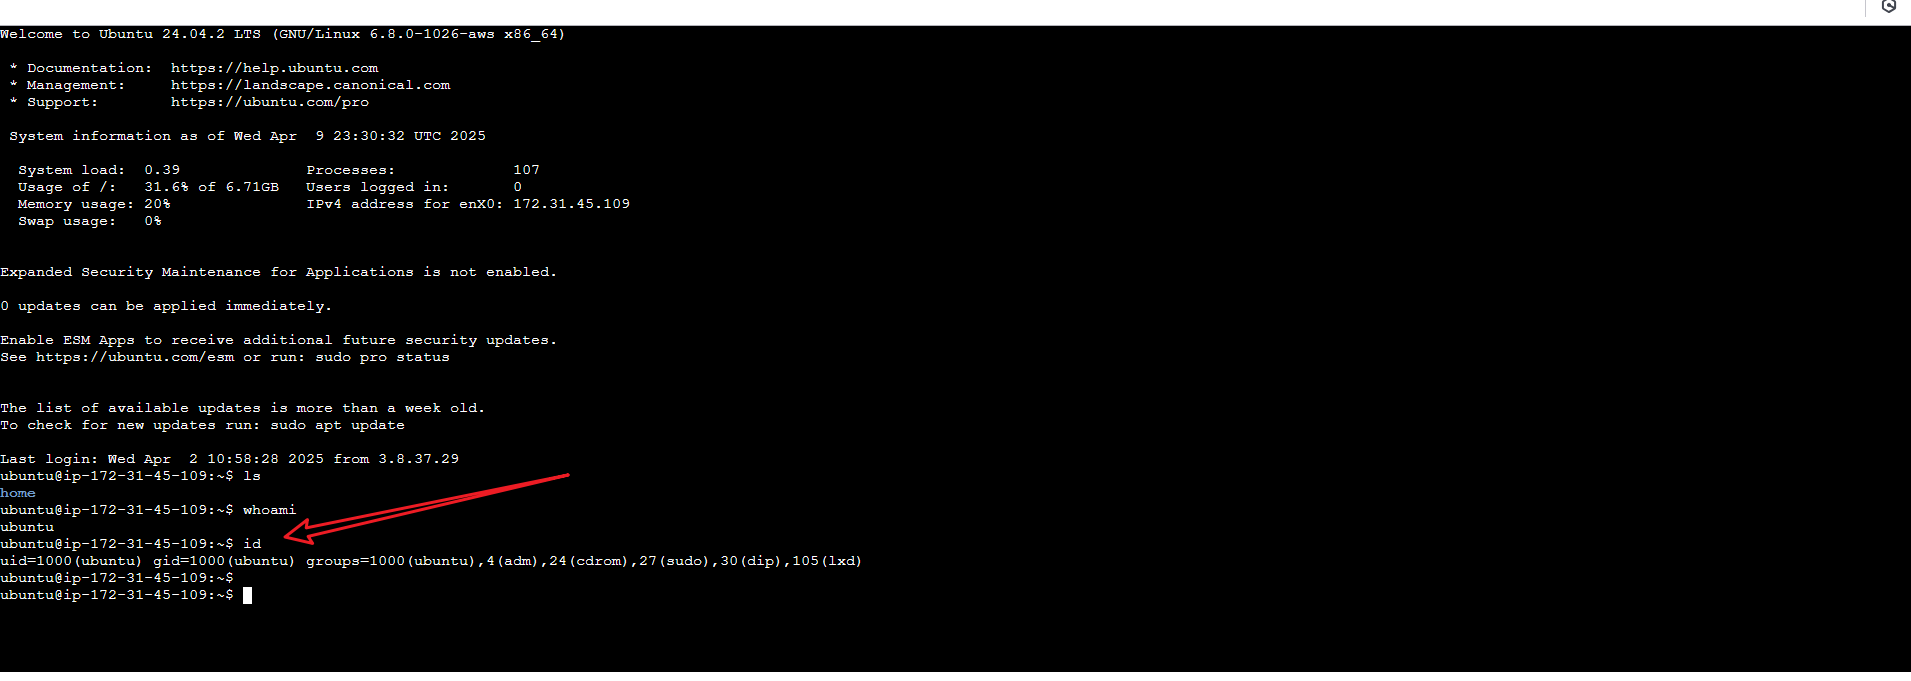 Welcome to Ubuntu 24.04.2 LTS (GNU/Linux 6.8.0-1026-aws x86_64)
* Documentation: https://help.ubuntu.com
* Management: https://landscape.canonical.com
* Support: https://ubuntu.com/pro
System information as of Wed Apr  9 23:30:32 UTC 2025
System load: 0.39 Processes: 107
Usage of /: 31.6% of 6.71GB Users logged in: 0
Memory usage: 20% IPv4 address for enX0: 172.31.45.109
Swap usage: 0%
Expanded Security Maintenance for Applications is not enabled.
0 updates can be applied immediately.
Enable ESM Apps to receive additional future security updates.
See https://ubuntu.com/esm or run: sudo pro status
The list of available updates is more than a week old.
To check for new updates run: sudo apt update
Last login: Wed Apr  2 10:58:28 2025 from 3.8.37.29
ubuntu@ip-172-31-45-109:~$ ls
home
ubuntu@ip-172-31-45-109:~$ whoami
ubuntu
ubuntu@ip-172-31-45-109:~$ id
uid=1000(ubuntu) gid=1000(ubuntu) groups=1000(ubuntu),4(adm),24(cdrom),27(sudo),30(dip),105(lxd)
ubuntu@ip-172-31-45-109:~$
ubuntu@ip-172-31-45-109:~$